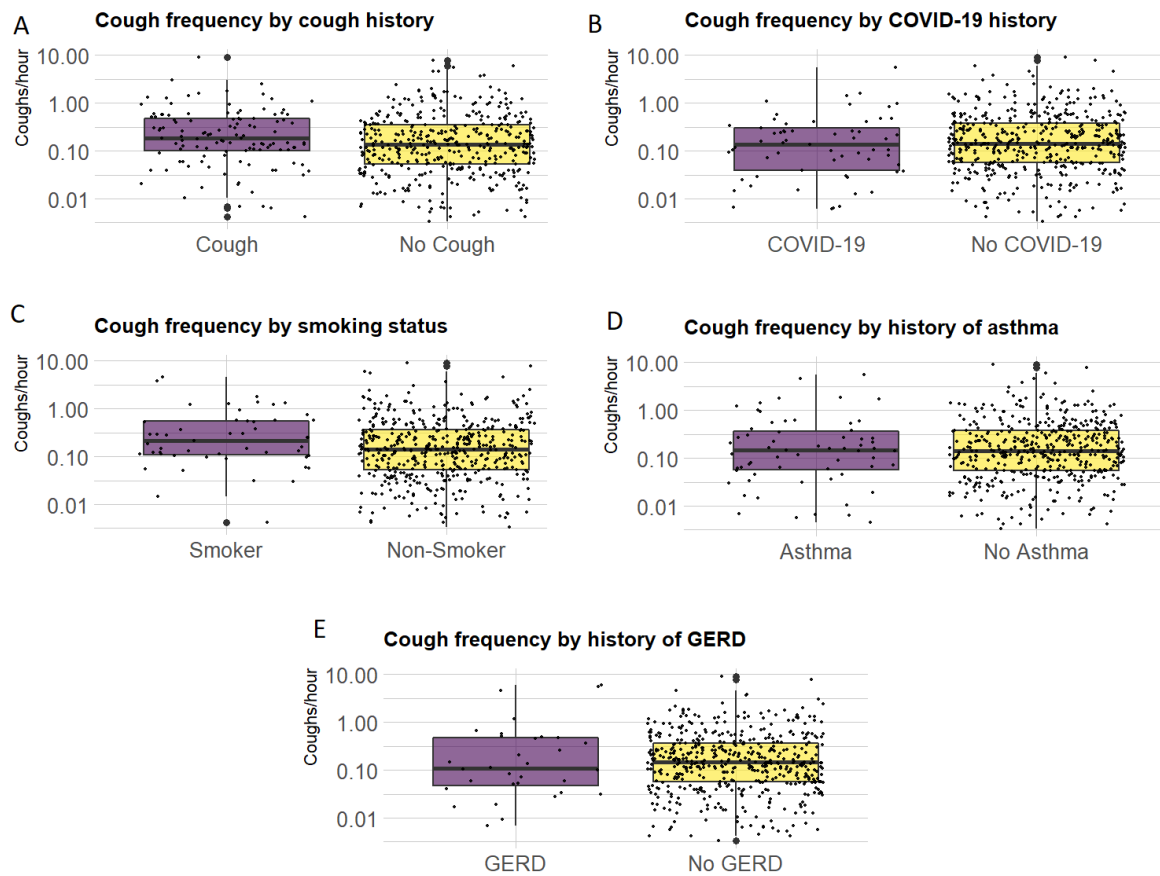 A
Cough frequency by cough history
Coughs/hour
10.00
1.00
0.10
0.01
Cough
No Cough
B
Cough frequency by COVID-19 history
Coughs/hour
10.00
1.00
0.10
0.01
COVID-19
No COVID-19
C
Cough frequency by smoking status
Coughs/hour
10.00
1.00
0.10
0.01
Smoker
Non-Smoker
D
Cough frequency by history of asthma
Coughs/hour
10.00
1.00
0.10
0.01
Asthma
No Asthma
E
Cough frequency by history of GERD
Coughs/hour
10.00
1.00
0.10
0.01
GERD
No GERD